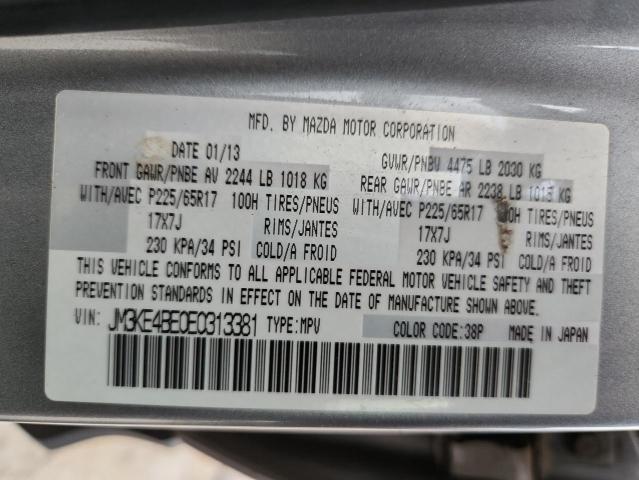 MFD. BY MAZDA MOTOR CORPORATION
DATE 01/13 GVWR/PNBV 4475 LB 2030 KG
FRONT GAWR/PNBE AV 2244 LB 1018 KG REAR GAWR/PNBE AR 2238 LB 1015 KG
WITH/AVEC P225/65R17 100H TIRES/PNEUS WITH/AVEC P225/65R17 100H TIRES/PNEUS
17X7J RIMS/JANTES 17X7J RIMS/JANTES
230 KPA/34 PSI COLD/A FROID 230 KPA/34 PSI COLD/A FROID
THIS VEHICLE CONFORMS TO ALL APPLICABLE FEDERAL MOTOR VEHICLE SAFETY AND THEFT
PREVENTION STANDARDS IN EFFECT ON THE DATE OF MANUFACTURE SHOWN ABOVE.
VIN: JM3KE4BE0E0313381 TYPE:MPV COLOR CODE:38P MADE IN JAPAN